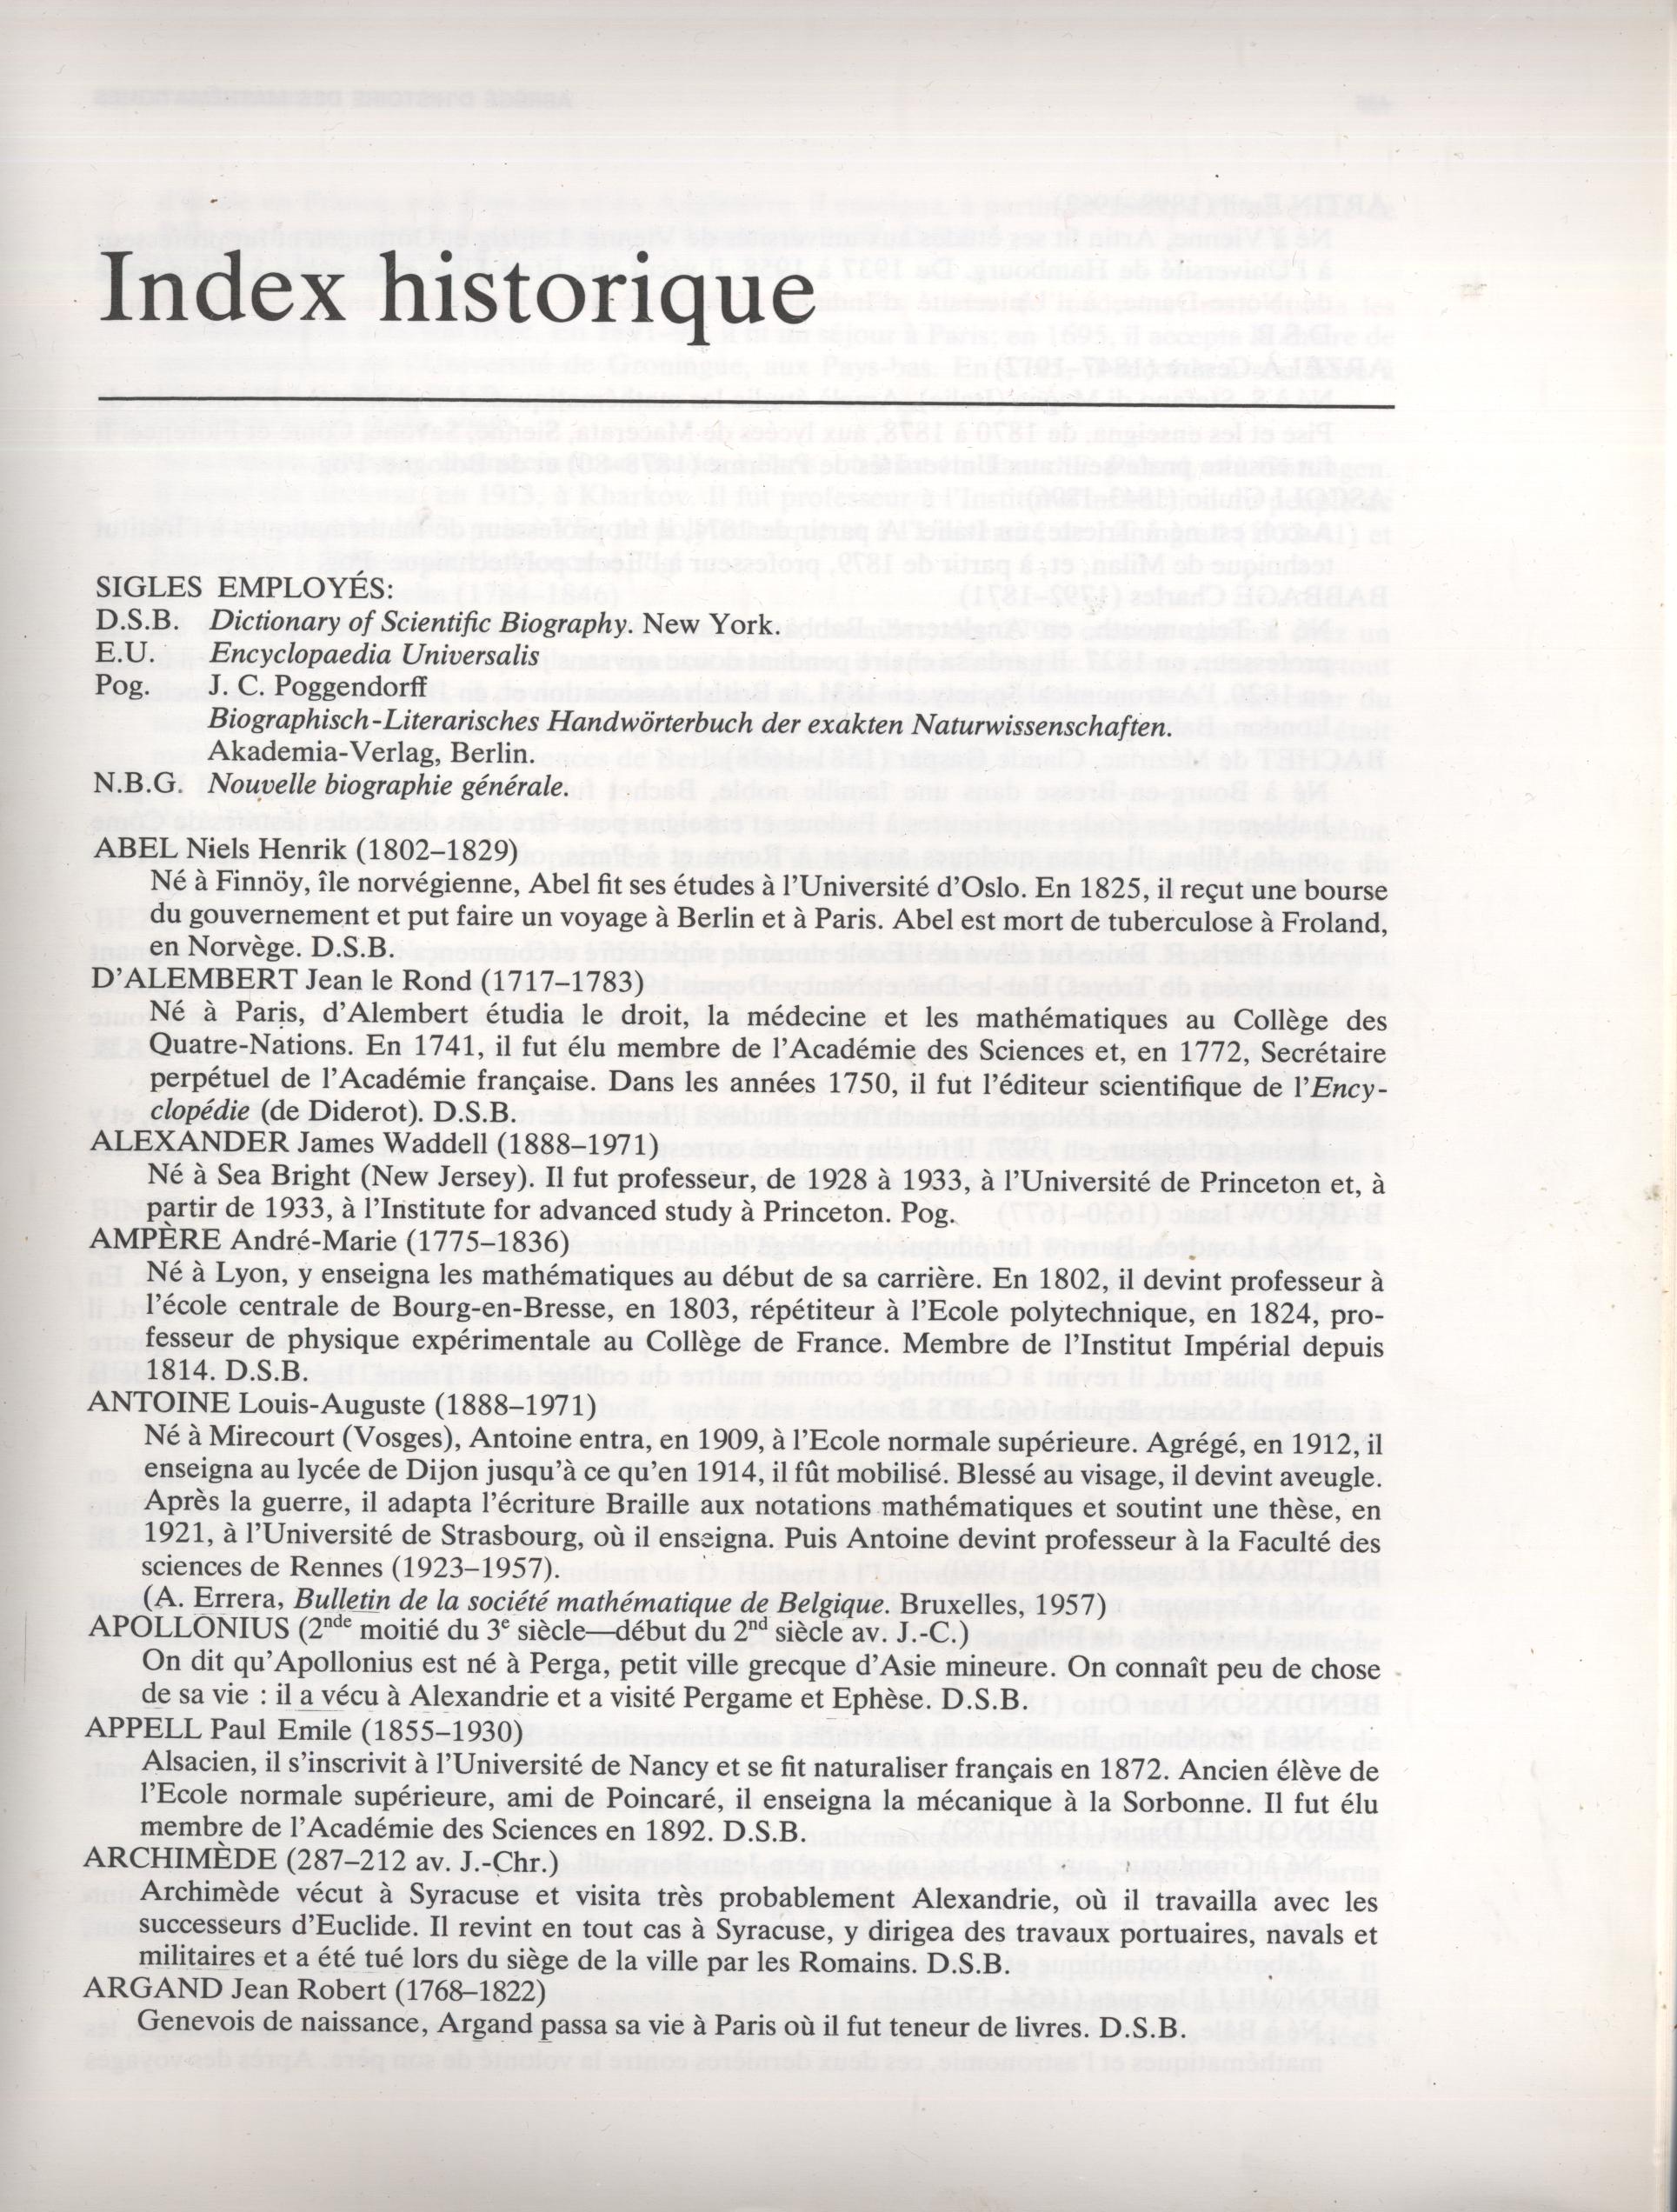 Index historique
SIGLES EMPLOYÉS:
D.S.B. Dictionary of Scientific Biography. New York.
E.U. Encyclopaedia Universalis
Pog. J. C. Poggendorff
Biographisch-Literarisches Handwörterbuch der exakten Naturwissenschaften.
Akademia-Verlag, Berlin.
N.B.G. Nouvelle biographie générale.
ABEL Niels Henrik (1802–1829)
Né à Finnöy, île norvégienne, Abel fit ses études à l'Université d'Oslo. En 1825, il reçut une bourse
du gouvernement et put faire un voyage à Berlin et à Paris. Abel est mort de tuberculose à Froland,
en Norvège. D.S.B.
D'ALEMBERT Jean le Rond (1717–1783)
Né à Paris, d'Alembert étudia le droit, la médecine et les mathématiques au Collège des
Quatre-Nations. En 1741, il fut élu membre de l'Académie des Sciences et, en 1772, Secrétaire
perpétuel de l'Académie française. Dans les années 1750, il fut l'éditeur scientifique de l'Ency-
clopédie (de Diderot). D.S.B.
ALEXANDER James Waddell (1888–1971)
Né à Sea Bright (New Jersey). Il fut professeur, de 1928 à 1933, à l'Université de Princeton et, à
partir de 1933, à l'Institute for advanced study à Princeton. Pog.
AMPÈRE André-Marie (1775–1836)
Né à Lyon, y enseigna les mathématiques au début de sa carrière. En 1802, il devint professeur à
l'école centrale de Bourg-en-Bresse, en 1803, répétiteur à l'Ecole polytechnique, en 1824, pro-
fesseur de physique expérimentale au Collège de France. Membre de l'Institut Impérial depuis
1814. D.S.B.
ANTOINE Louis-Auguste (1888–1971)
Né à Mirecourt (Vosges), Antoine entra, en 1909, à l'Ecole normale supérieure. Agrégé, en 1912, il
enseigna au lycée de Dijon jusqu'à ce qu'en 1914, il fût mobilisé. Blessé au visage, il devint aveugle.
Après la guerre, il adapta l'écriture Braille aux notations mathématiques et soutint une thèse, en
1921, à l'Université de Strasbourg, où il enseigna. Puis Antoine devint professeur à la Faculté des
sciences de Rennes (1923–1957).
(A. Errera, Bulletin de la société mathématique de Belgique. Bruxelles, 1957)
APOLLONIUS (2nde moitié du 3e siècle—début du 2nd siècle av. J.-C.)
On dit qu'Apollonius est né à Perga, petit ville grecque d'Asie mineure. On connaît peu de chose
de sa vie : il a vécu à Alexandrie et a visité Pergame et Ephèse. D.S.B.
APPELL Paul Emile (1855–1930)
Alsacien, il s'inscrivit à l'Université de Nancy et se fit naturaliser français en 1872. Ancien élève de
l'Ecole normale supérieure, ami de Poincaré, il enseigna la mécanique à la Sorbonne. Il fut élu
membre de l'Académie des Sciences en 1892. D.S.B.
ARCHIMÈDE (287–212 av. J.-Chr.)
Archimède vécut à Syracuse et visita très probablement Alexandrie, où il travailla avec les
successeurs d'Euclide. Il revint en tout cas à Syracuse, y dirigea des travaux portuaires, navals et
militaires et a été tué lors du siège de la ville par les Romains. D.S.B.
ARGAND Jean Robert (1768–1822)
Genevois de naissance, Argand passa sa vie à Paris où il fut teneur de livres. D.S.B.